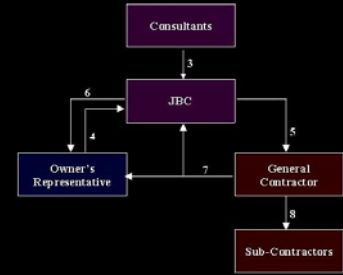 Consultants
3
JBC
6
4
5
Owner's
Representative
7
General
Contractor
8
Sub-Contractors